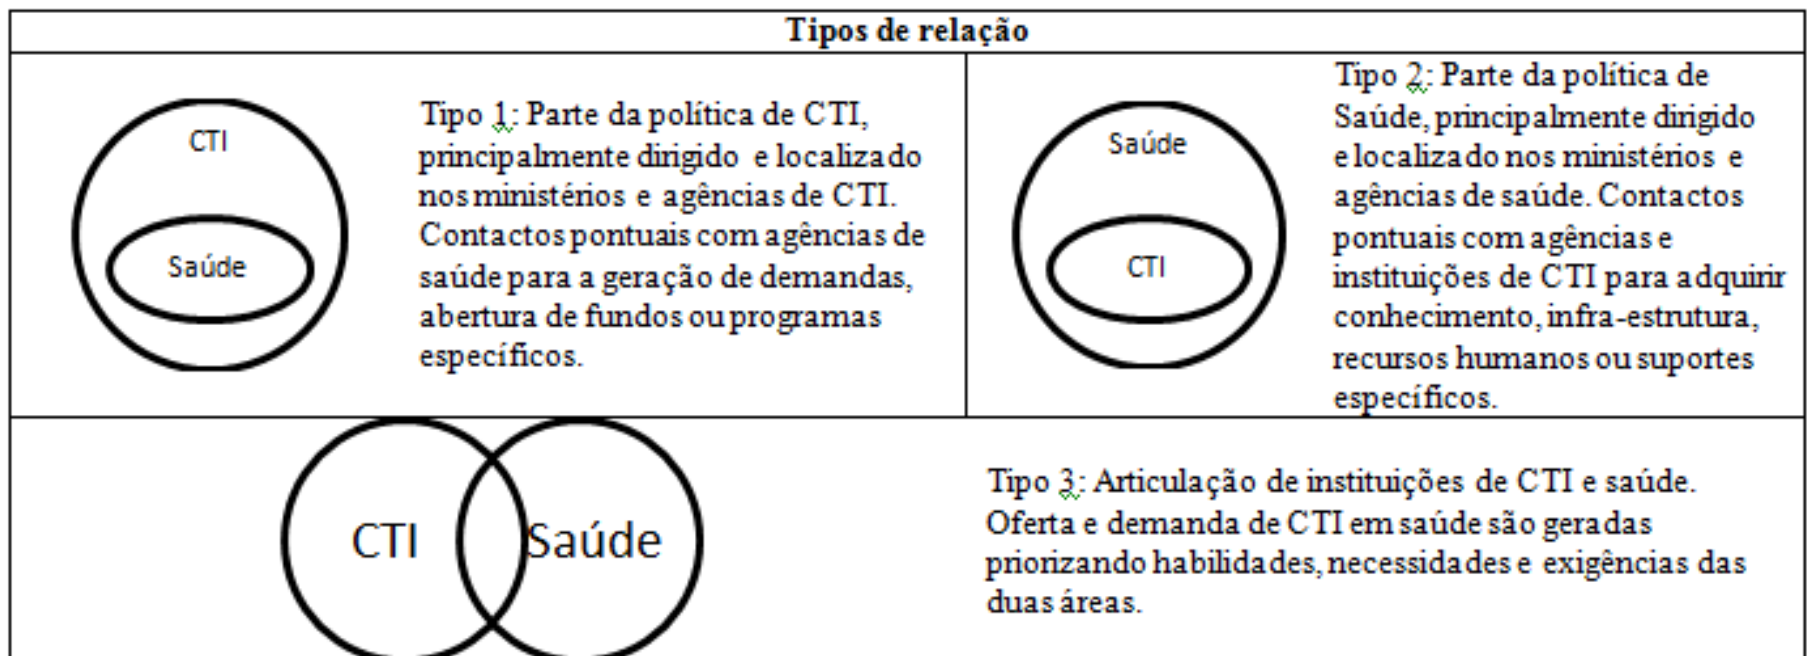 Tipos de relação
CTI
Saúde
Tipo 1: Parte da política de CTI,
principalmente dirigido e localizado
nos ministérios e agências de CTI.
Contactos pontuais com agências de
saúde para a geração de demandas,
abertura de fundos ou programas
específicos.
Saúde
CTI
Tipo 2: Parte da política de
Saúde, principalmente dirigido
e localizado nos ministérios e
agências de saúde. Contactos
pontuais com agências e
instituições de CTI para adquirir
conhecimento, infra-estrutura,
recursos humanos ou suportes
específicos.
CTI
Saúde
Tipo 3: Articulação de instituições de CTI e saúde.
Oferta e demanda de CTI em saúde são geradas
priorizando habilidades, necessidades e exigências das
duas áreas.